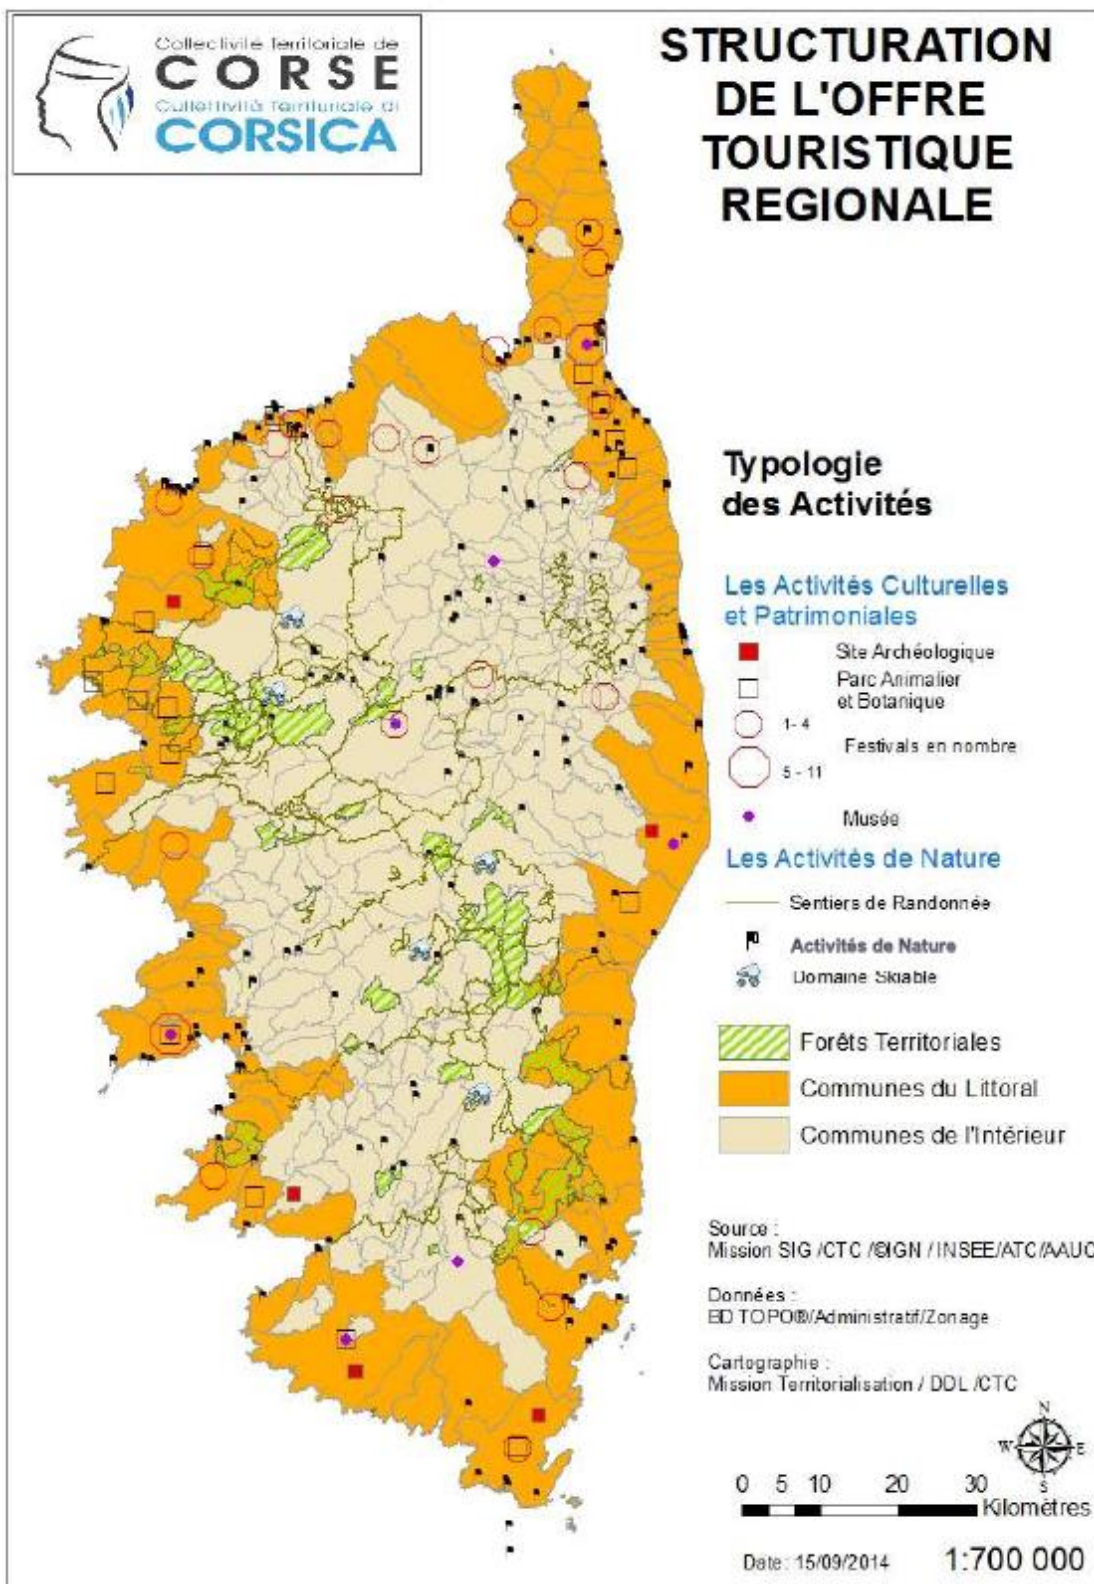 Collectivité Territoriale de
CORSE
Cullettività Territuriale di
CORSICA
STRUCTURATION
DE L'OFFRE
TOURISTIQUE
REGIONALE
Typologie
des Activités
Les Activités Culturelles
et Patrimoniales
Site Archéologique
Parc Animalier
et Botanique
1 - 4
Festivals en nombre
5 - 11
Musée
Les Activités de Nature
Sentiers de Randonnée
Activités de Nature
Domaine Skiable
Forêts Territoriales
Communes du Littoral
Communes de l'Intérieur
Source :
Mission SIG /CTC /©IGN / INSEE/ATC/AAUC
Données :
BD TOPO®/Administratif/Zonage
Cartographie :
Mission Territorialisation / DDL /CTC
N
W E
S
0 5 10 20 30
Kilomètres
Date : 15/09/2014 1:700 000